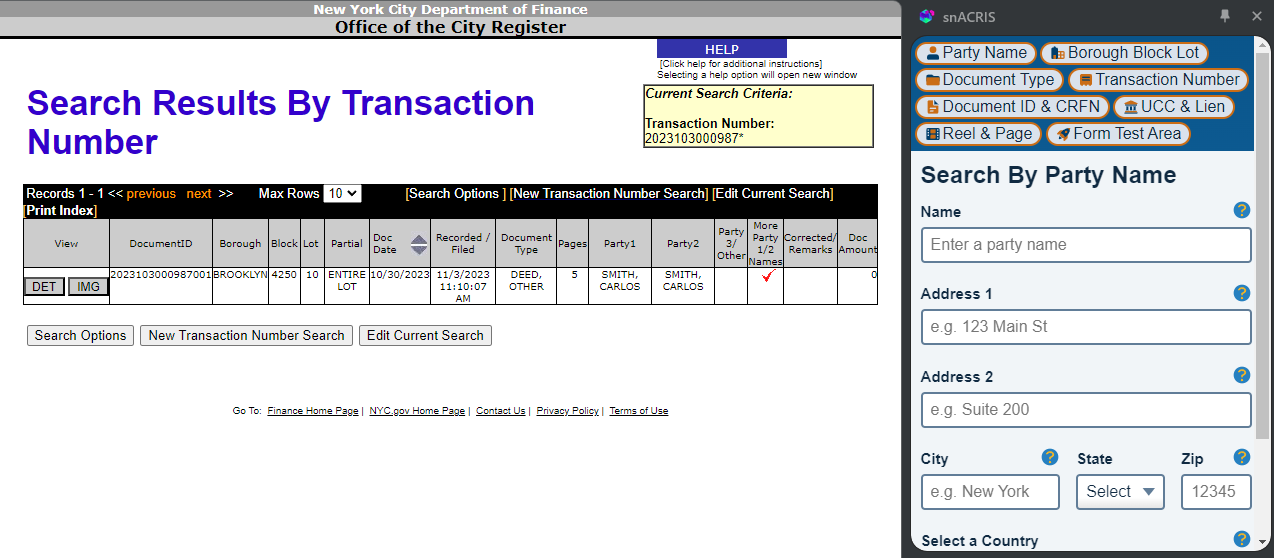 New York City Department of Finance
Office of the City Register
HELP
[Click help for additional instructions]
Selecting a help option will open new window
Search Results By Transaction
Number
Current Search Criteria:
Transaction Number:
2023103000987*
Records 1 - 1 << previous next >> Max Rows 10 [Search Options ] [New Transaction Number Search] [Edit Current Search]
[Print Index]
View DocumentID Borough Block Lot Partial Doc Date Recorded / Filed Document Type Pages Party1 Party2 Party 3/ Other More Party 1/2 Names Corrected/ Remarks Doc Amount
DET IMG 2023103000987001 BROOKLYN 4250 10 ENTIRE LOT 10/30/2023 11/3/2023 11:10:07 AM DEED, OTHER 5 SMITH, CARLOS SMITH, CARLOS 0
Search Options New Transaction Number Search Edit Current Search
Go To: Finance Home Page | NYC.gov Home Page | Contact Us | Privacy Policy | Terms of Use
snACRIS
Party Name Borough Block Lot
Document Type Transaction Number
Document ID & CRFN UCC & Lien
Reel & Page Form Test Area
Search By Party Name
Name ?
Enter a party name
Address 1 ?
e.g. 123 Main St
Address 2 ?
e.g. Suite 200
City ? State Zip ?
e.g. New York Select 12345
Select a Country ?